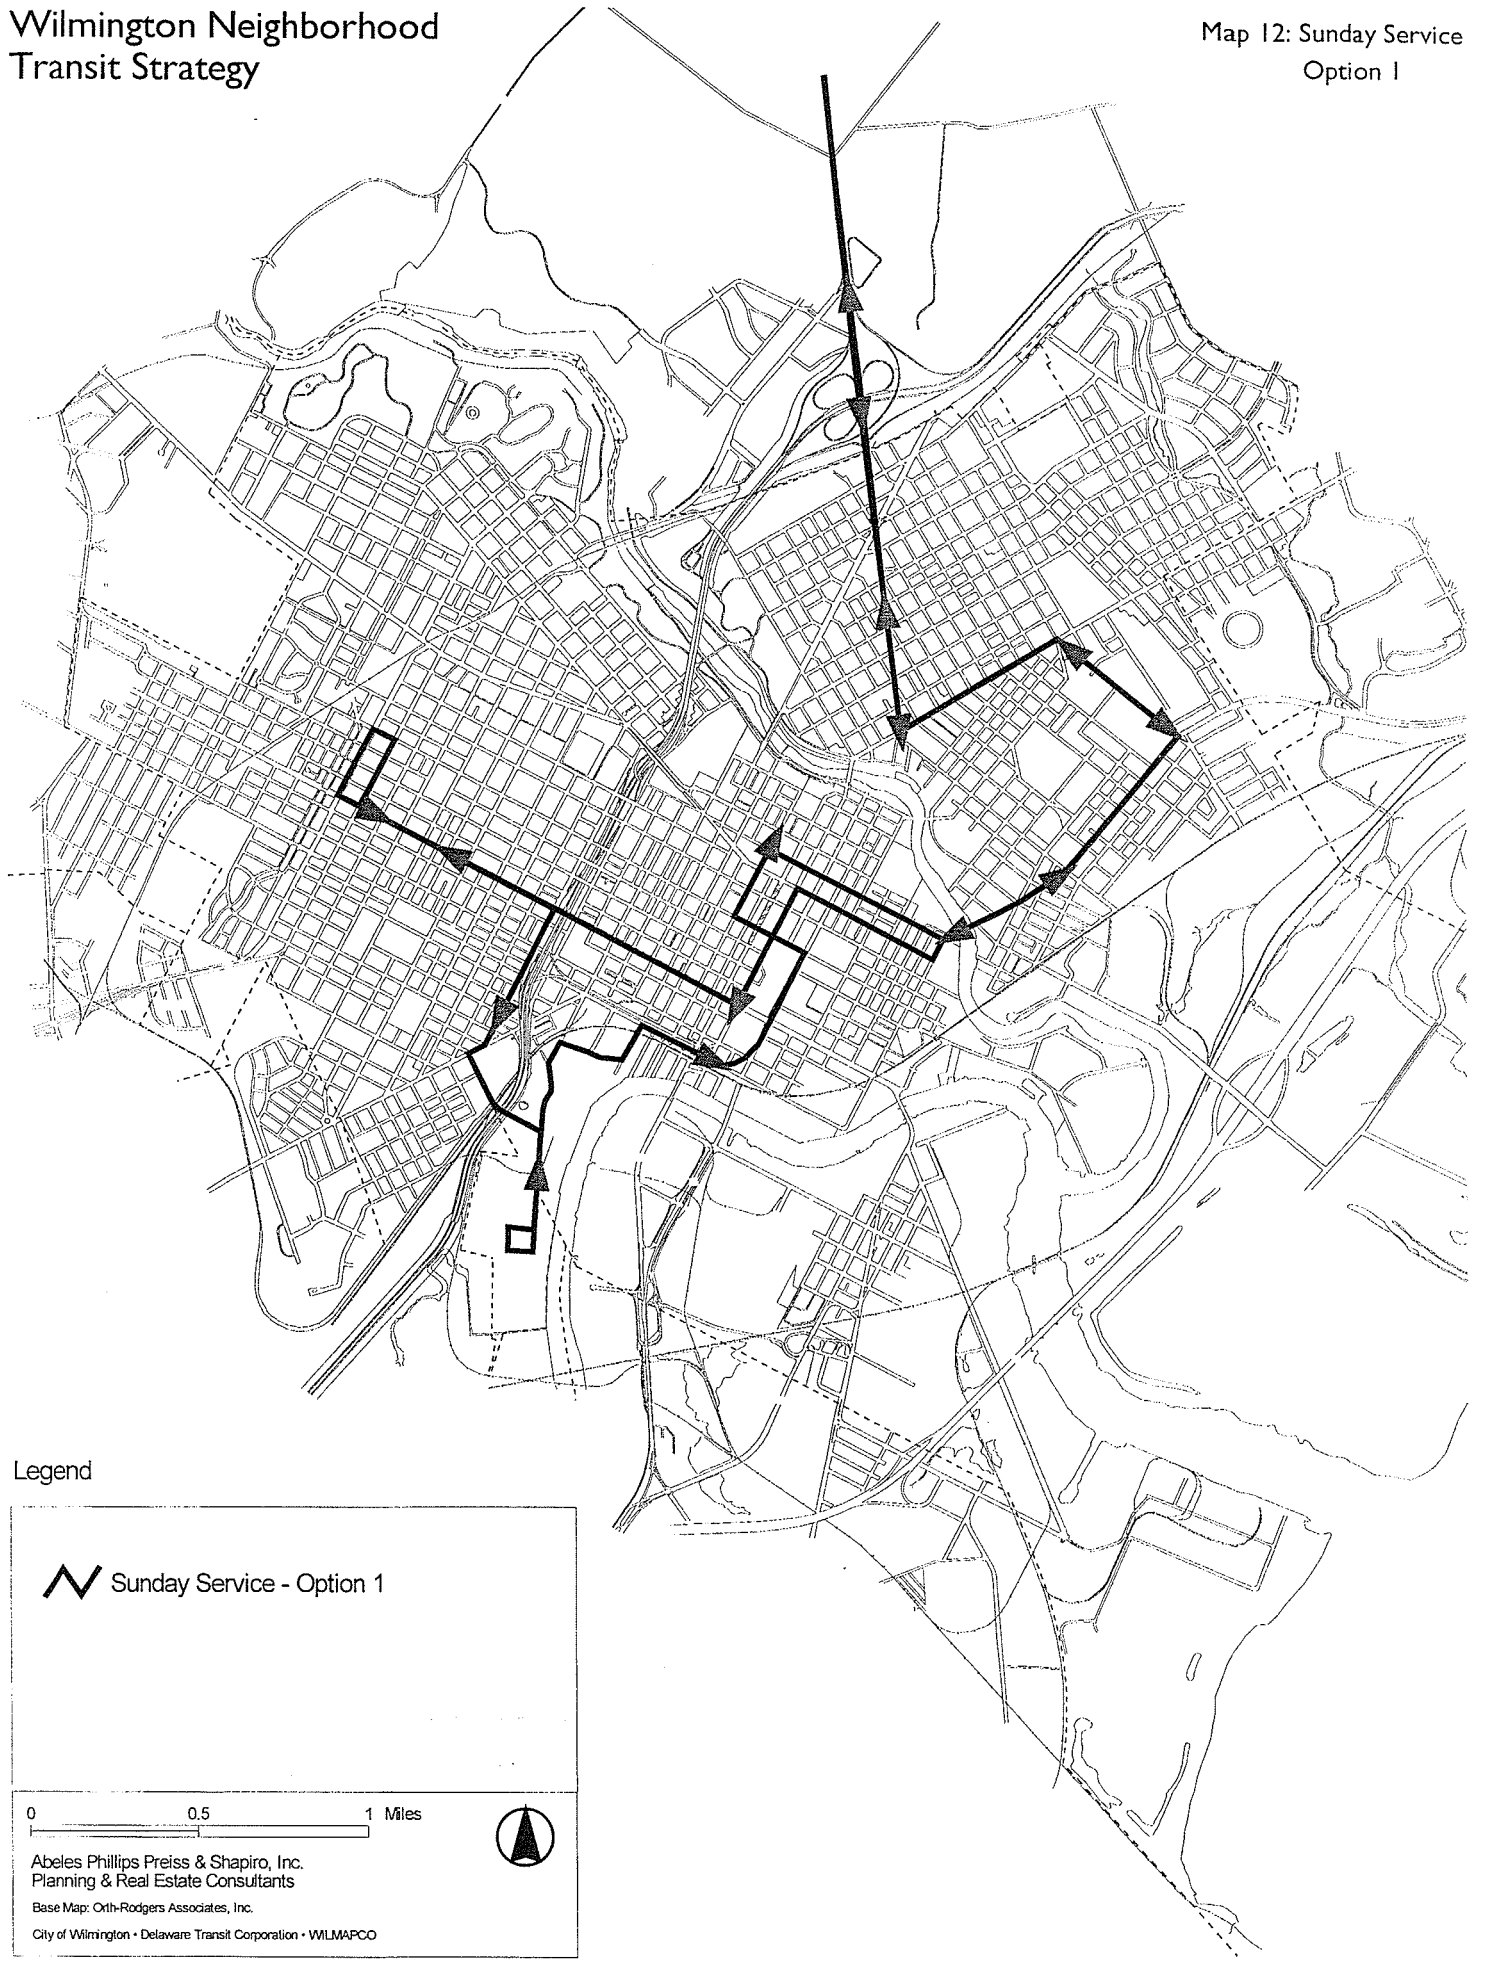 Wilmington Neighborhood
Transit Strategy
Map 12: Sunday Service
Option 1
Legend
Sunday Service - Option 1
0 0.5 1 Miles
Abeles Phillips Preiss & Shapiro, Inc.
Planning & Real Estate Consultants
Base Map: Orth-Rodgers Associates, Inc.
City of Wilmington • Delaware Transit Corporation • WILMAPCO